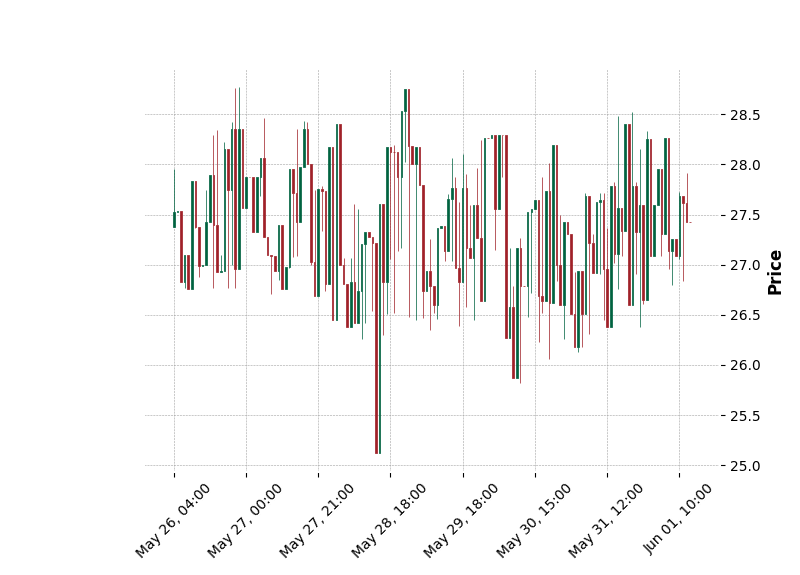 28.5
28.0
27.5
27.0
26.5
26.0
25.5
25.0
Price
May 26, 04:00
May 27, 00:00
May 27, 21:00
May 28, 18:00
May 29, 18:00
May 30, 15:00
May 31, 12:00
Jun 01, 10:00